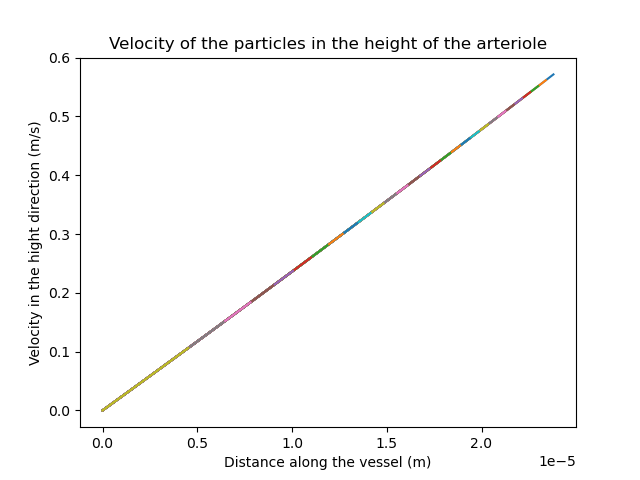 Velocity of the particles in the height of the arteriole
0.6
0.5
0.4
0.3
0.2
0.1
0.0
Velocity in the hight direction (m/s)
0.0 0.5 1.0 1.5 2.0
1e−5
Distance along the vessel (m)